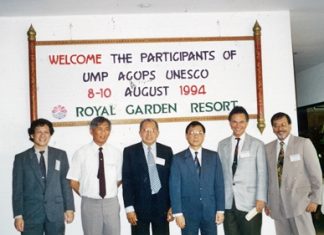 WELCOME THE PARTICIPANTS OF
UMP AGOPS UNESCO
8-10 AUGUST 1994
ROYAL GARDEN RESORT